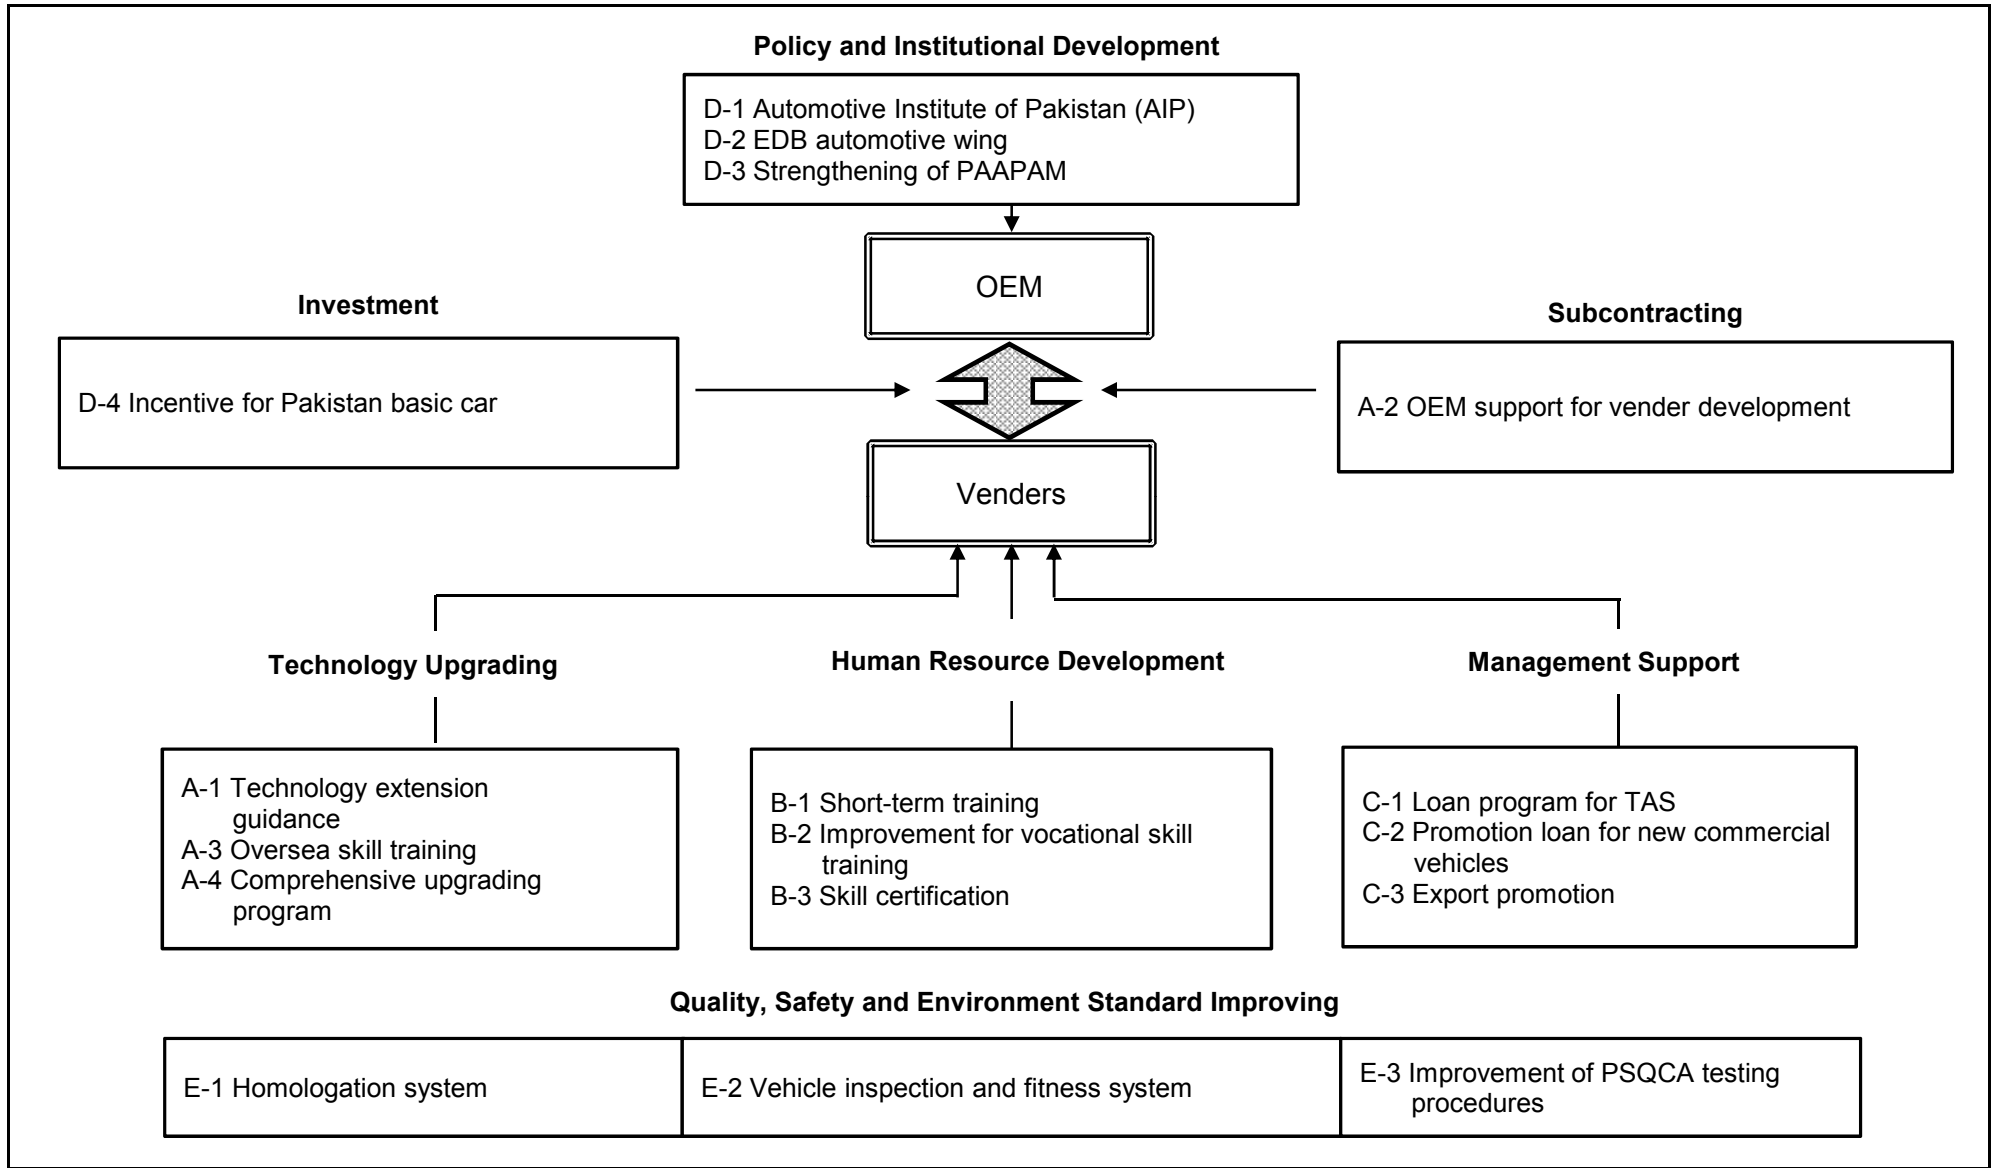 Policy and Institutional Development
D-1 Automotive Institute of Pakistan (AIP)
D-2 EDB automotive wing
D-3 Strengthening of PAAPAM
OEM
Investment
D-4 Incentive for Pakistan basic car
Subcontracting
A-2 OEM support for vender development
Venders
Technology Upgrading
A-1 Technology extension
guidance
A-3 Oversea skill training
A-4 Comprehensive upgrading
program
Human Resource Development
B-1 Short-term training
B-2 Improvement for vocational skill
training
B-3 Skill certification
Management Support
C-1 Loan program for TAS
C-2 Promotion loan for new commercial
vehicles
C-3 Export promotion
Quality, Safety and Environment Standard Improving
E-1 Homologation system
E-2 Vehicle inspection and fitness system
E-3 Improvement of PSQCA testing
procedures